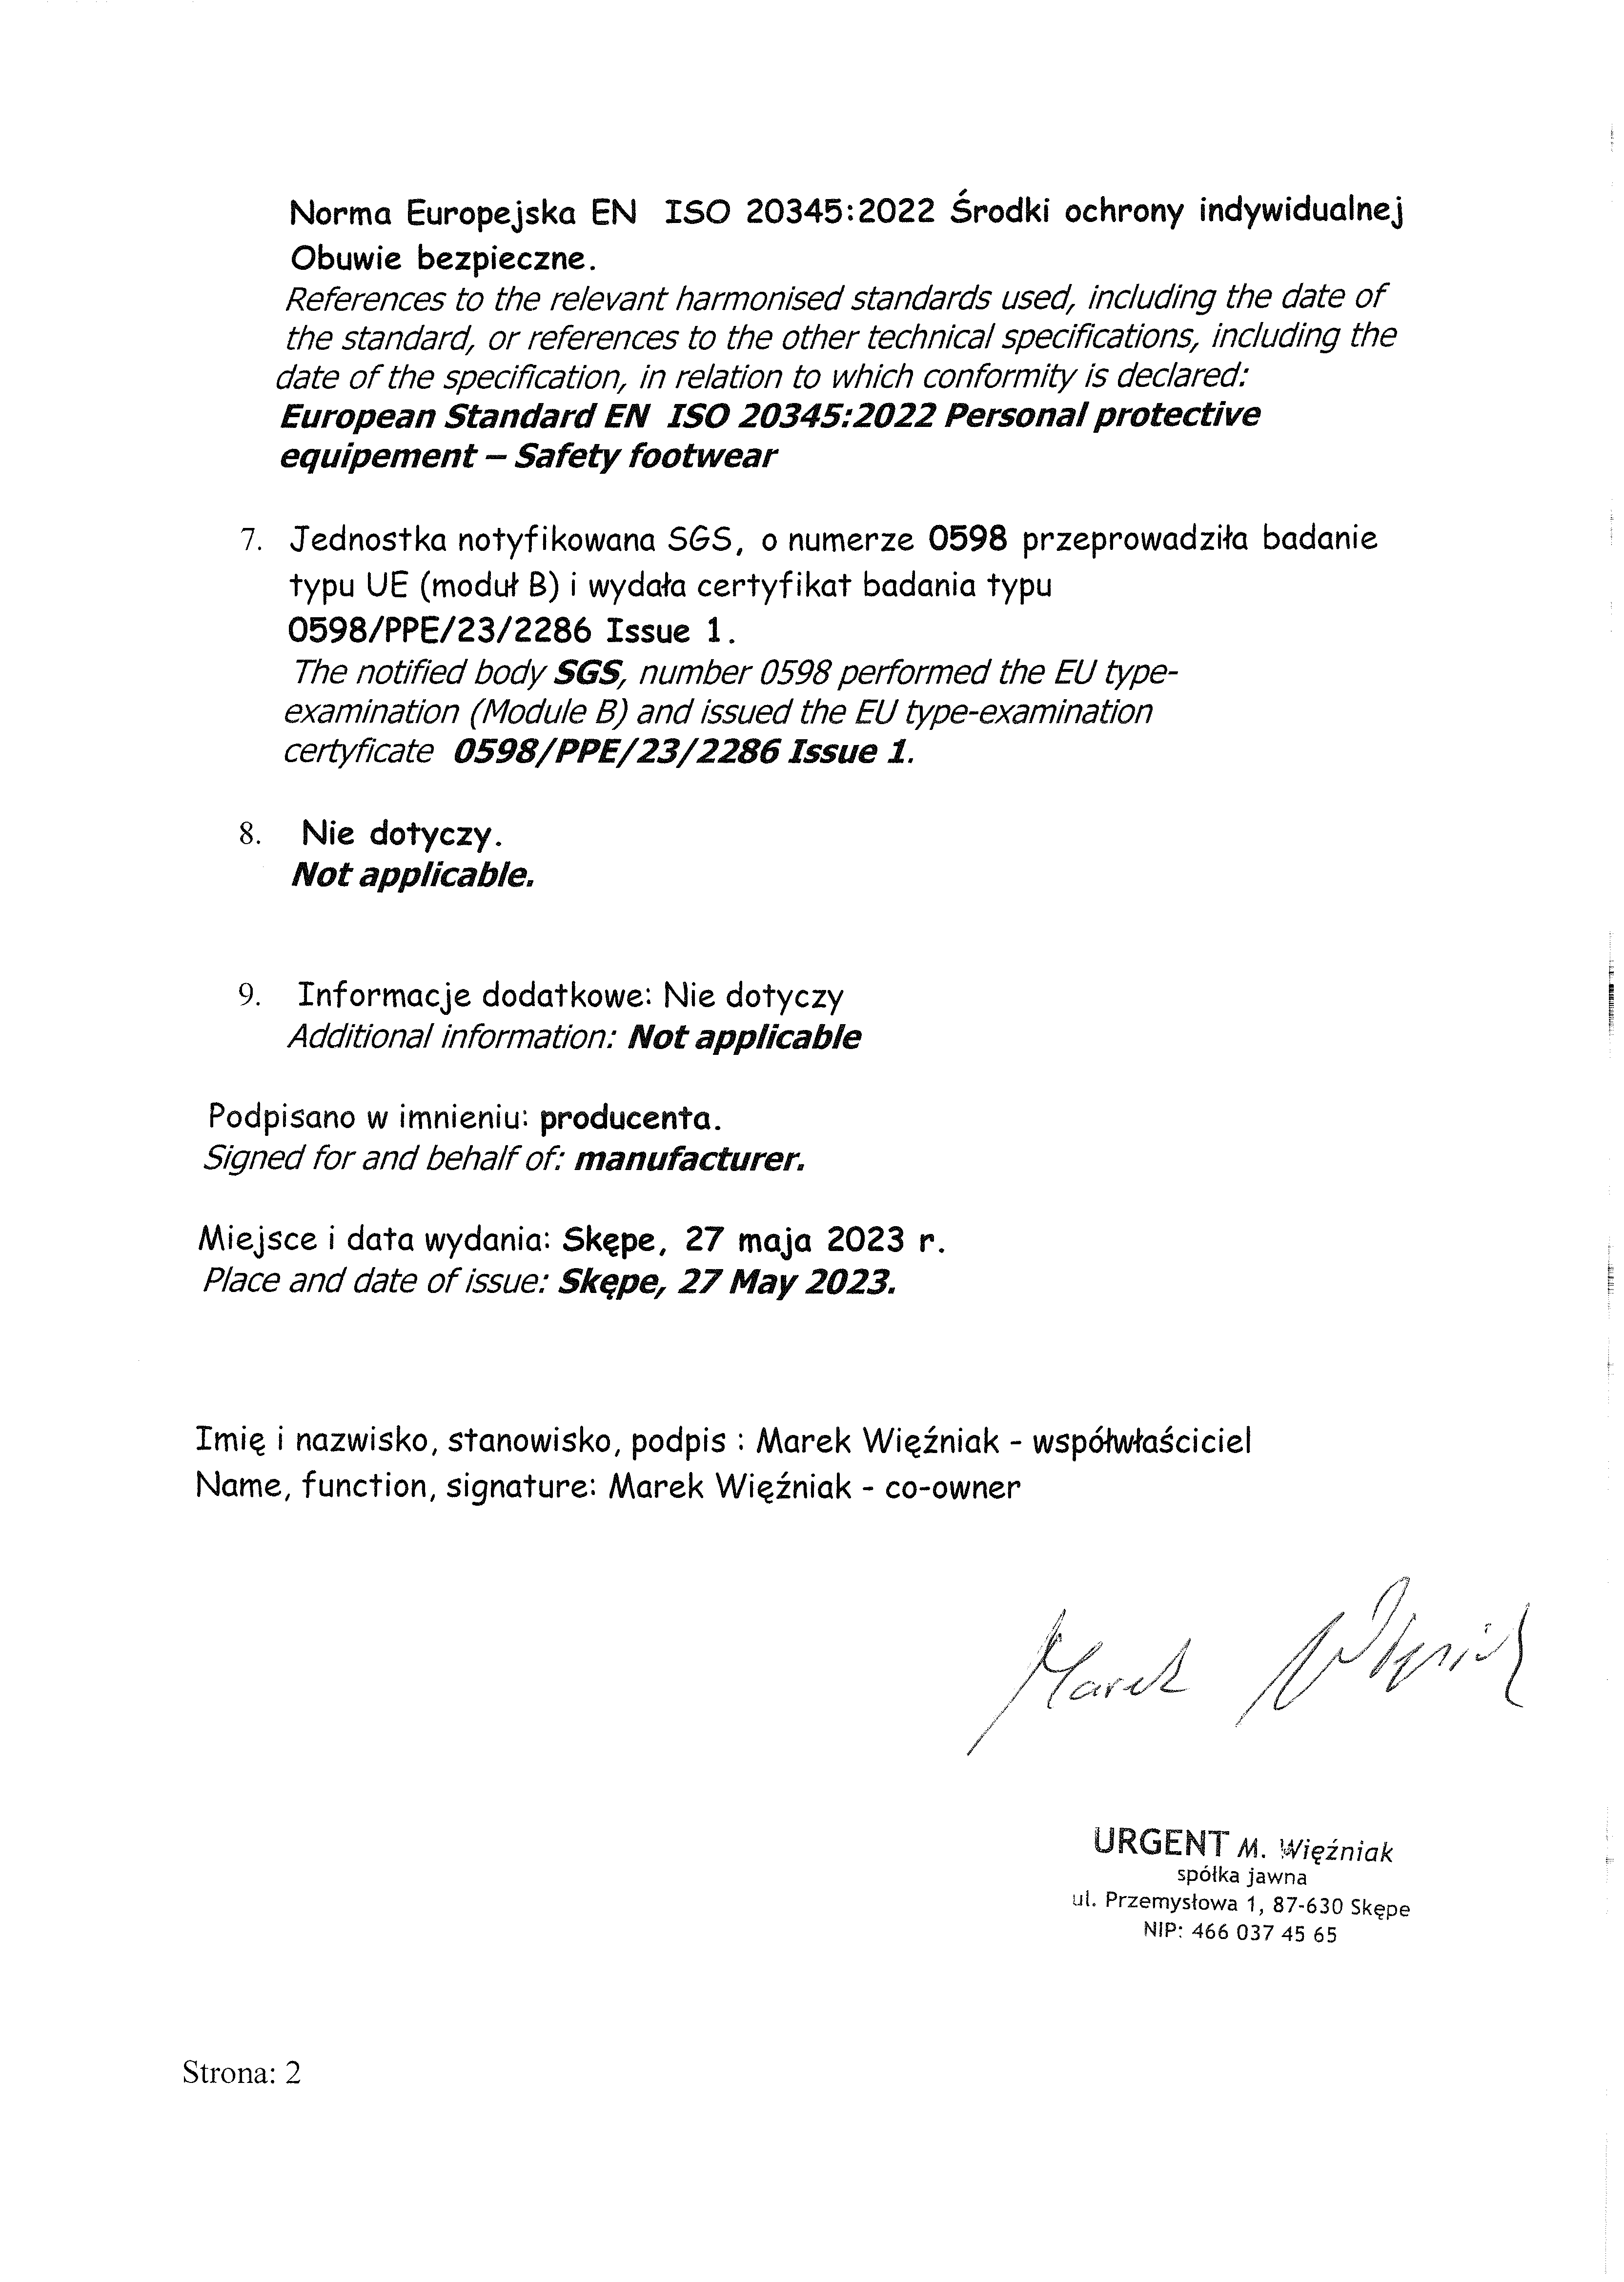 Norma Europejska EN ISO 20345:2022 Środki ochrony indywidualnej
Obuwie bezpieczne.
References to the relevant harmonised standards used, including the date of
the standard, or references to the other technical specifications, including the
date of the specification, in relation to which conformity is declared:
European Standard EN ISO 20345:2022 Personal protective
equipement – Safety footwear
7. Jednostka notyfikowana SGS, o numerze 0598 przeprowadziła badanie
typu UE (moduł B) i wydała certyfikat badania typu
0598/PPE/23/2286 Issue 1.
The notified body SGS, number 0598 performed the EU type-
examination (Module B) and issued the EU type-examination
certyficate 0598/PPE/23/2286 Issue 1.
8. Nie dotyczy.
Not applicable.
9. Informacje dodatkowe: Nie dotyczy
Additional information: Not applicable
Podpisano w imnieniu: producenta.
Signed for and behalf of: manufacturer.
Miejsce i data wydania: Skępe, 27 maja 2023 r.
Place and date of issue: Skępe, 27 May 2023.
Imię i nazwisko, stanowisko, podpis : Marek Więźniak - współwłaściciel
Name, function, signature: Marek Więźniak - co-owner
Marek Więźniak
URGENT M. Więźniak
spółka jawna
ul. Przemysłowa 1, 87-630 Skępe
NIP: 466 037 45 65
Strona: 2